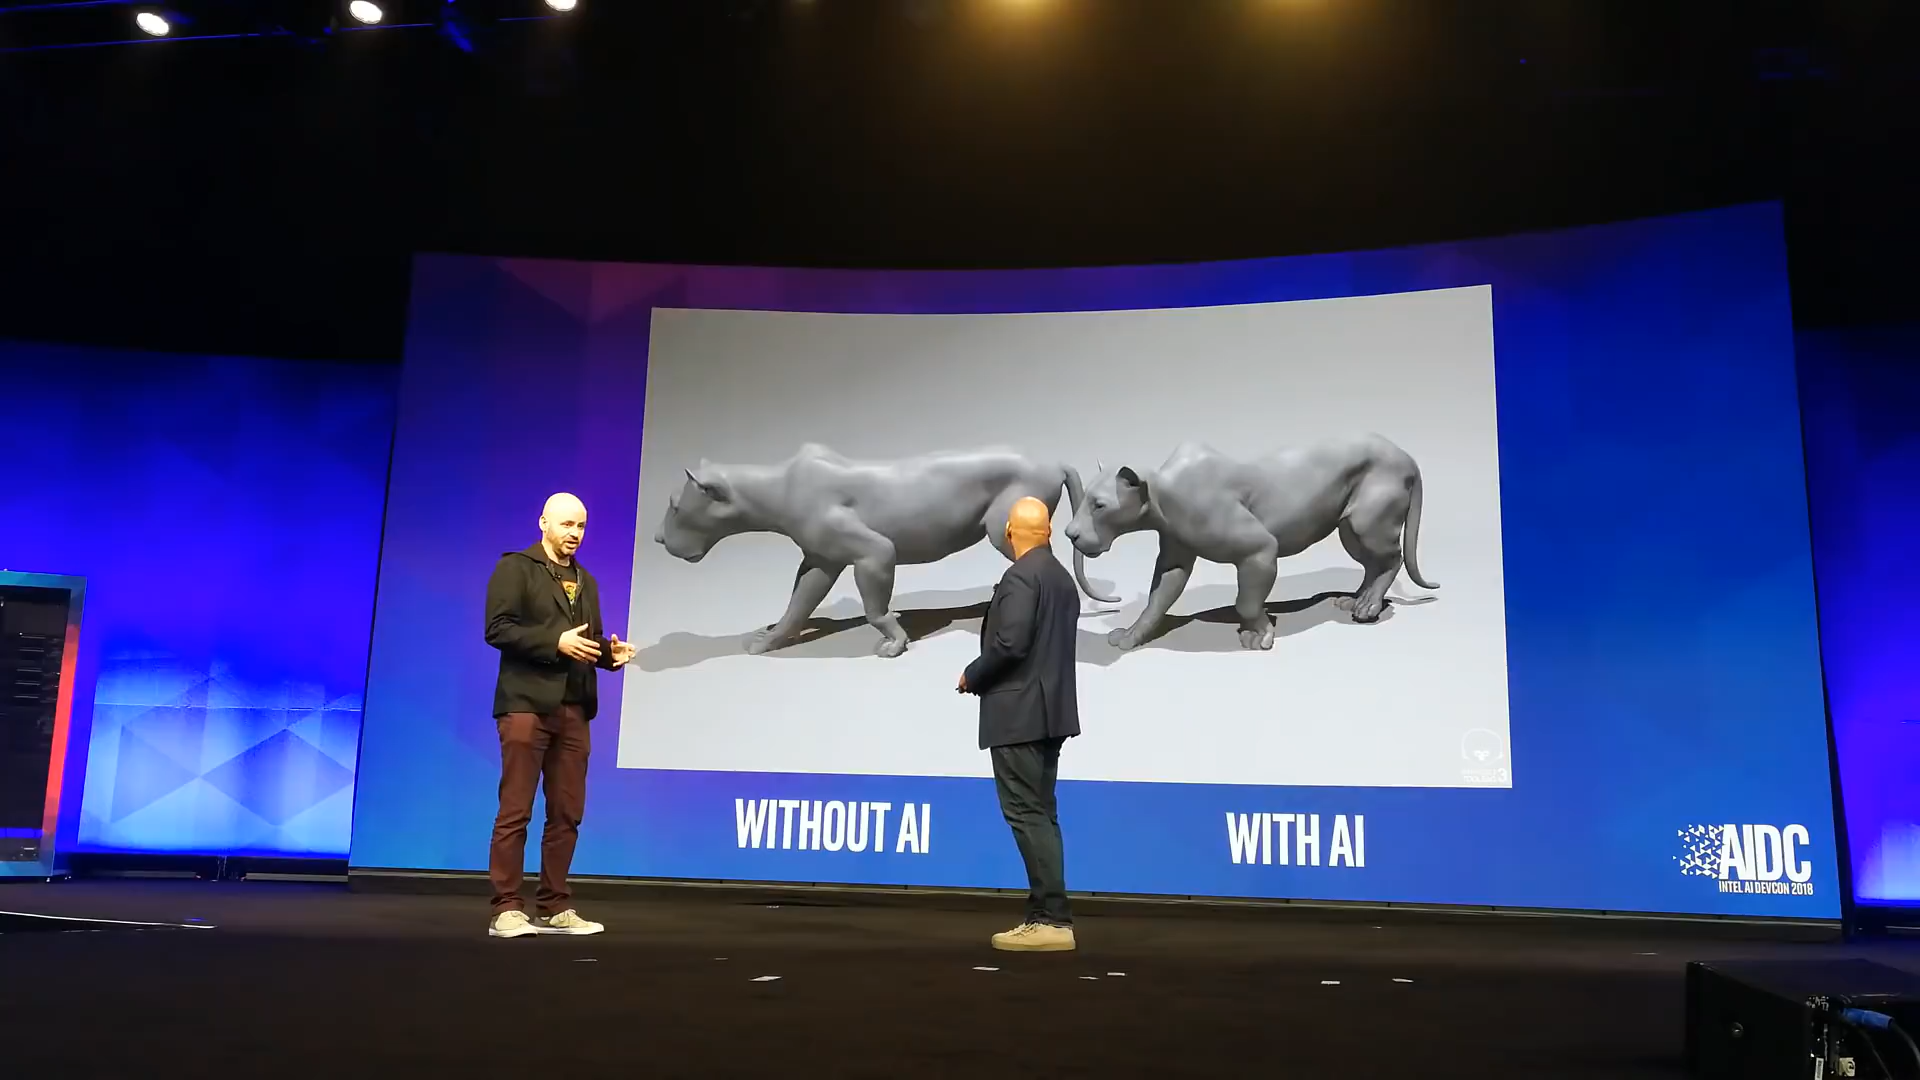 WITHOUT AI
WITH AI
AIDC
INTEL AI DEVCON 2018